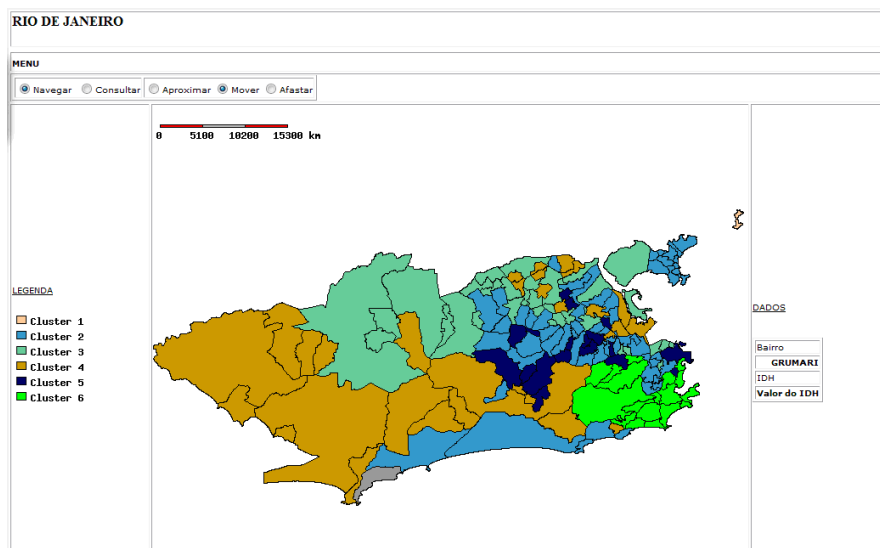 RIO DE JANEIRO
MENU
Navegar Consultar Aproximar Mover Afastar
0 5100 10200 15300 km
LEGENDA
Cluster 1
Cluster 2
Cluster 3
Cluster 4
Cluster 5
Cluster 6
DADOS
Bairro
GRUMARI
IDH
Valor do IDH